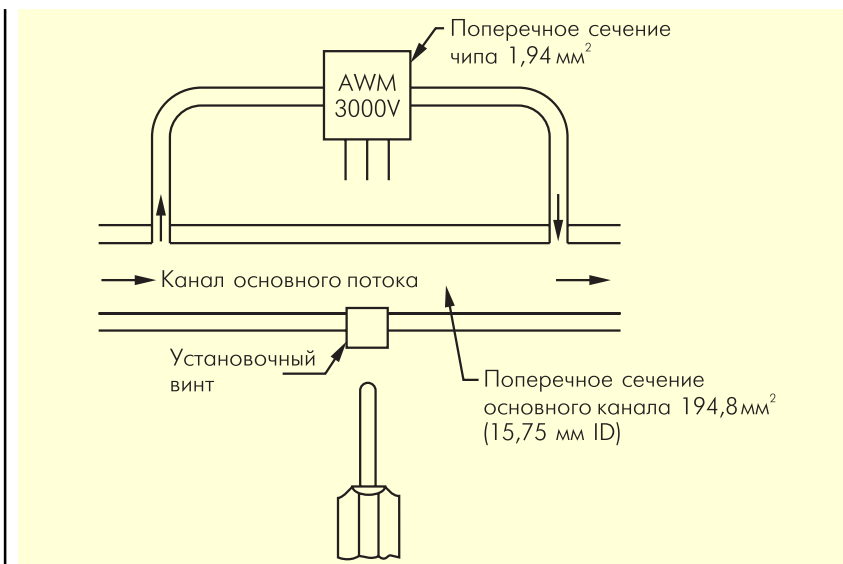 Поперечное сечение
чипа 1,94 мм²
AWM
3000V
Канал основного потока
Установочный
винт
Поперечное сечение
основного канала 194,8 мм²
(15,75 мм ID)